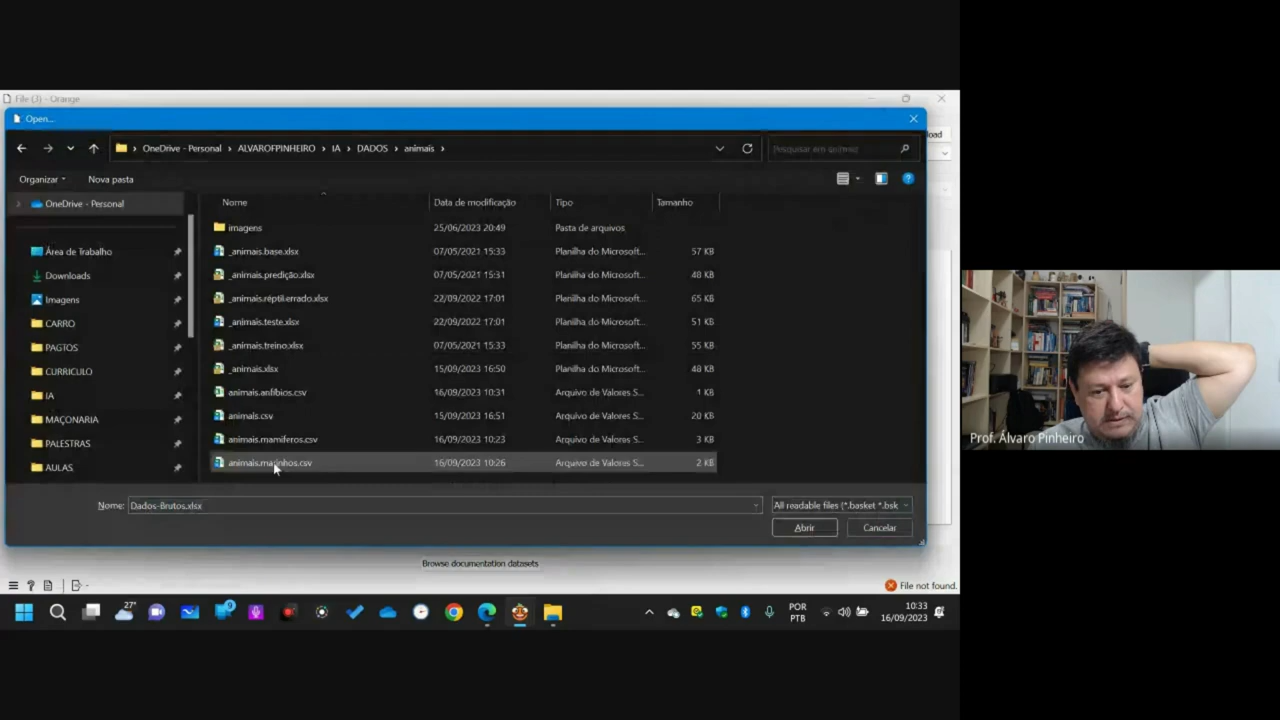 File (3) - Orange
Open...
load
OneDrive - Personal > ALVAROFPINHEIRO > IA > DADOS > animais >
Pesquisar em animais
Organizar
Nova pasta
OneDrive - Personal
Área de Trabalho
Downloads
Imagens
CARRO
PAGTOS
CURRICULO
IA
MAÇONARIA
PALESTRAS
AULAS
Nome Data de modificação Tipo Tamanho
imagens 25/06/2023 20:49 Pasta de arquivos
_animais.base.xlsx 07/05/2021 15:33 Planilha do Microsoft... 57 KB
_animais.predição.xlsx 07/05/2021 15:31 Planilha do Microsoft... 48 KB
_animais.réptil.errado.xlsx 22/09/2022 17:01 Planilha do Microsoft... 65 KB
_animais.teste.xlsx 22/09/2022 17:01 Planilha do Microsoft... 51 KB
_animais.treino.xlsx 07/05/2021 15:33 Planilha do Microsoft... 55 KB
_animais.xlsx 15/09/2023 16:50 Planilha do Microsoft... 48 KB
animais.anfíbios.csv 16/09/2023 10:31 Arquivo de Valores S... 1 KB
animais.csv 15/09/2023 16:51 Arquivo de Valores S... 20 KB
animais.mamiferos.csv 16/09/2023 10:23 Arquivo de Valores S... 3 KB
animais.marinhos.csv 16/09/2023 10:26 Arquivo de Valores S... 2 KB
Nome: Dados-Brutos.xlsx
All readable files (*.basket *.bsk
Abrir
Cancelar
Browse documentation datasets
File not found.
27°
POR
PTB
10:33
16/09/2023
Prof. Álvaro Pinheiro